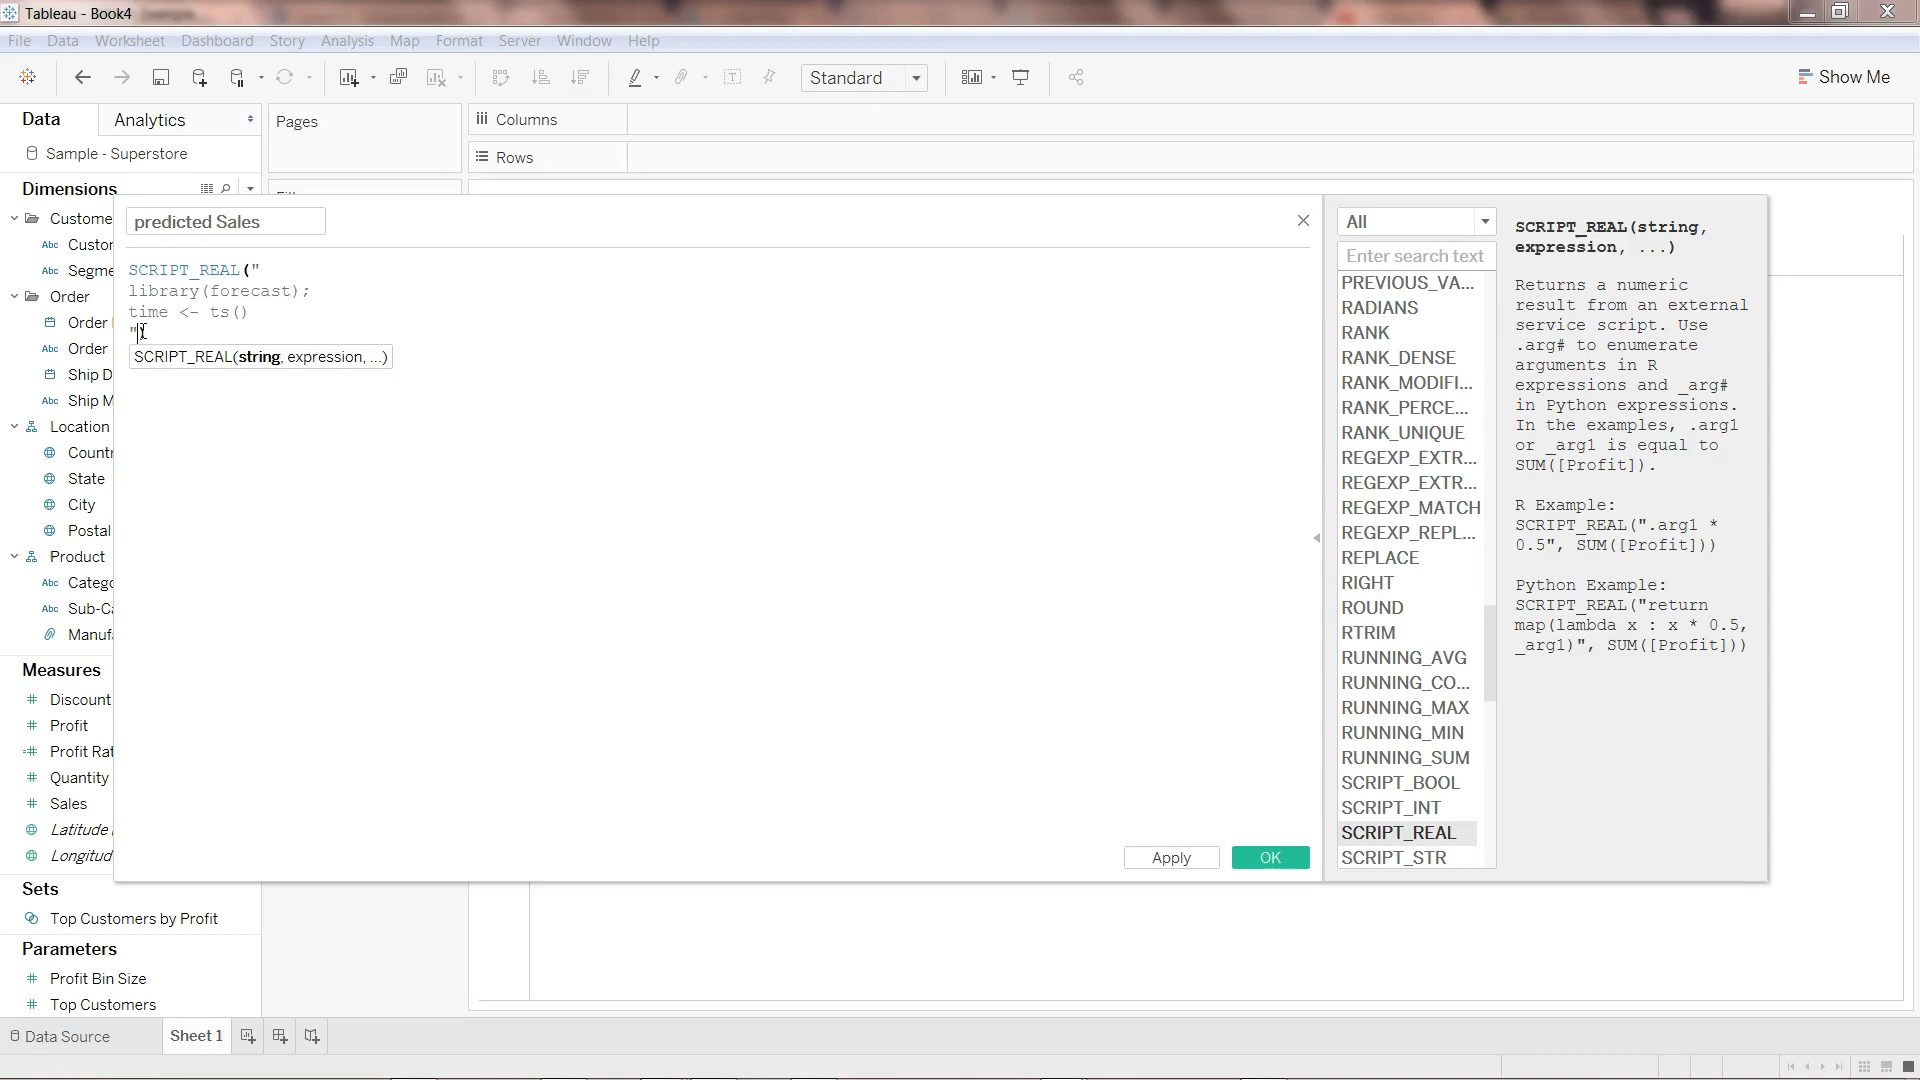 Tableau - Book4
File Data Worksheet Dashboard Story Analysis Map Format Server Window Help
Standard
Show Me
Data
Analytics
Pages
Columns
Sample - Superstore
Rows
Dimensions
Custome
Custor
Segme
Order
Order
Order
Ship D
Ship M
Location
Countr
State
City
Postal
Product
Catego
Sub-Ca
Manufa
Measures
Discount
Profit
Profit Rat
Quantity
Sales
Latitude
Longitud
Sets
Top Customers by Profit
Parameters
Profit Bin Size
Top Customers
predicted Sales
SCRIPT_REAL("
library(forecast);
time <- ts()
"
SCRIPT_REAL(string, expression, ...)
Apply
OK
All
Enter search text
PREVIOUS_VA...
RADIANS
RANK
RANK_DENSE
RANK_MODIFI...
RANK_PERCE...
RANK_UNIQUE
REGEXP_EXTR...
REGEXP_EXTR...
REGEXP_MATCH
REGEXP_REPL...
REPLACE
RIGHT
ROUND
RTRIM
RUNNING_AVG
RUNNING_CO...
RUNNING_MAX
RUNNING_MIN
RUNNING_SUM
SCRIPT_BOOL
SCRIPT_INT
SCRIPT_REAL
SCRIPT_STR
SCRIPT_REAL(string,
expression, ...)
Returns a numeric
result from an external
service script. Use
.arg# to enumerate
arguments in R
expressions and _arg#
in Python expressions.
In the examples, .arg1
or _arg1 is equal to
SUM([Profit]).
R Example:
SCRIPT_REAL(".arg1 *
0.5", SUM([Profit]))
Python Example:
SCRIPT_REAL("return
map(lambda x : x * 0.5,
_arg1)", SUM([Profit]))
Data Source
Sheet 1